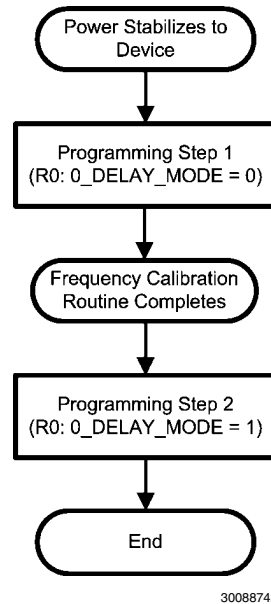 Power Stabilizes to
Device
Programming Step 1
(R0: 0_DELAY_MODE = 0)
Frequency Calibration
Routine Completes
Programming Step 2
(R0: 0_DELAY_MODE = 1)
End
3008874